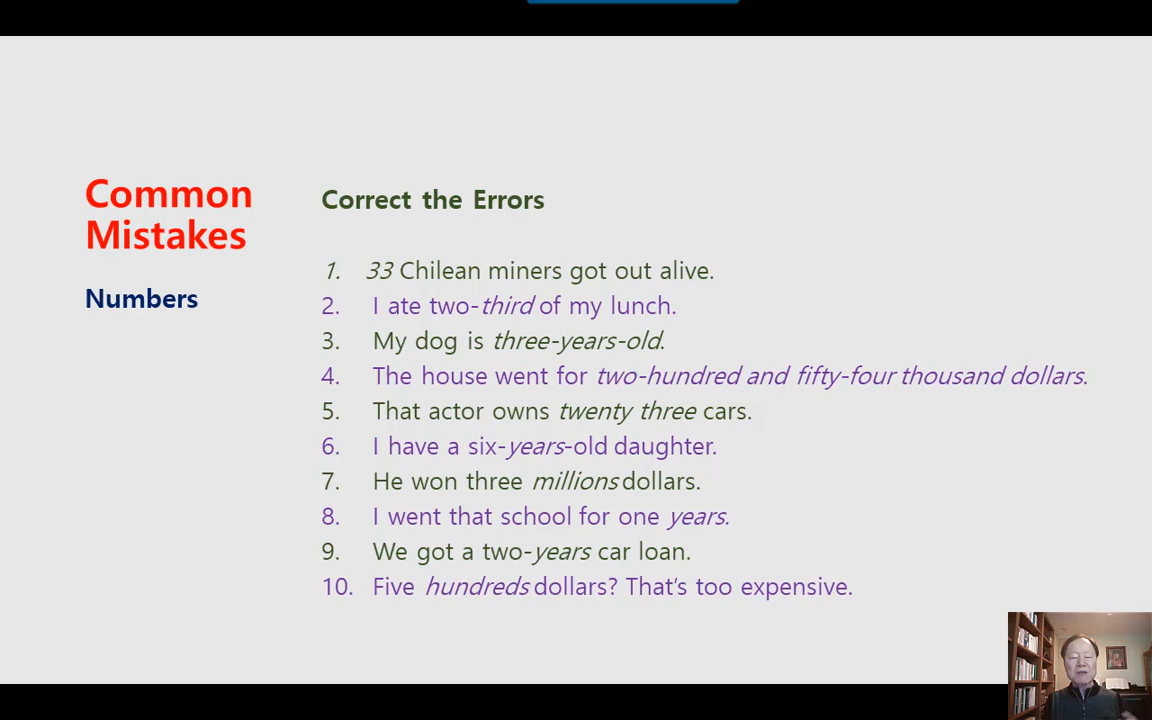 Common
Mistakes
Numbers
Correct the Errors
1. 33 Chilean miners got out alive.
2. I ate two-third of my lunch.
3. My dog is three-years-old.
4. The house went for two-hundred and fifty-four thousand dollars.
5. That actor owns twenty three cars.
6. I have a six-years-old daughter.
7. He won three millions dollars.
8. I went that school for one years.
9. We got a two-years car loan.
10. Five hundreds dollars? That's too expensive.